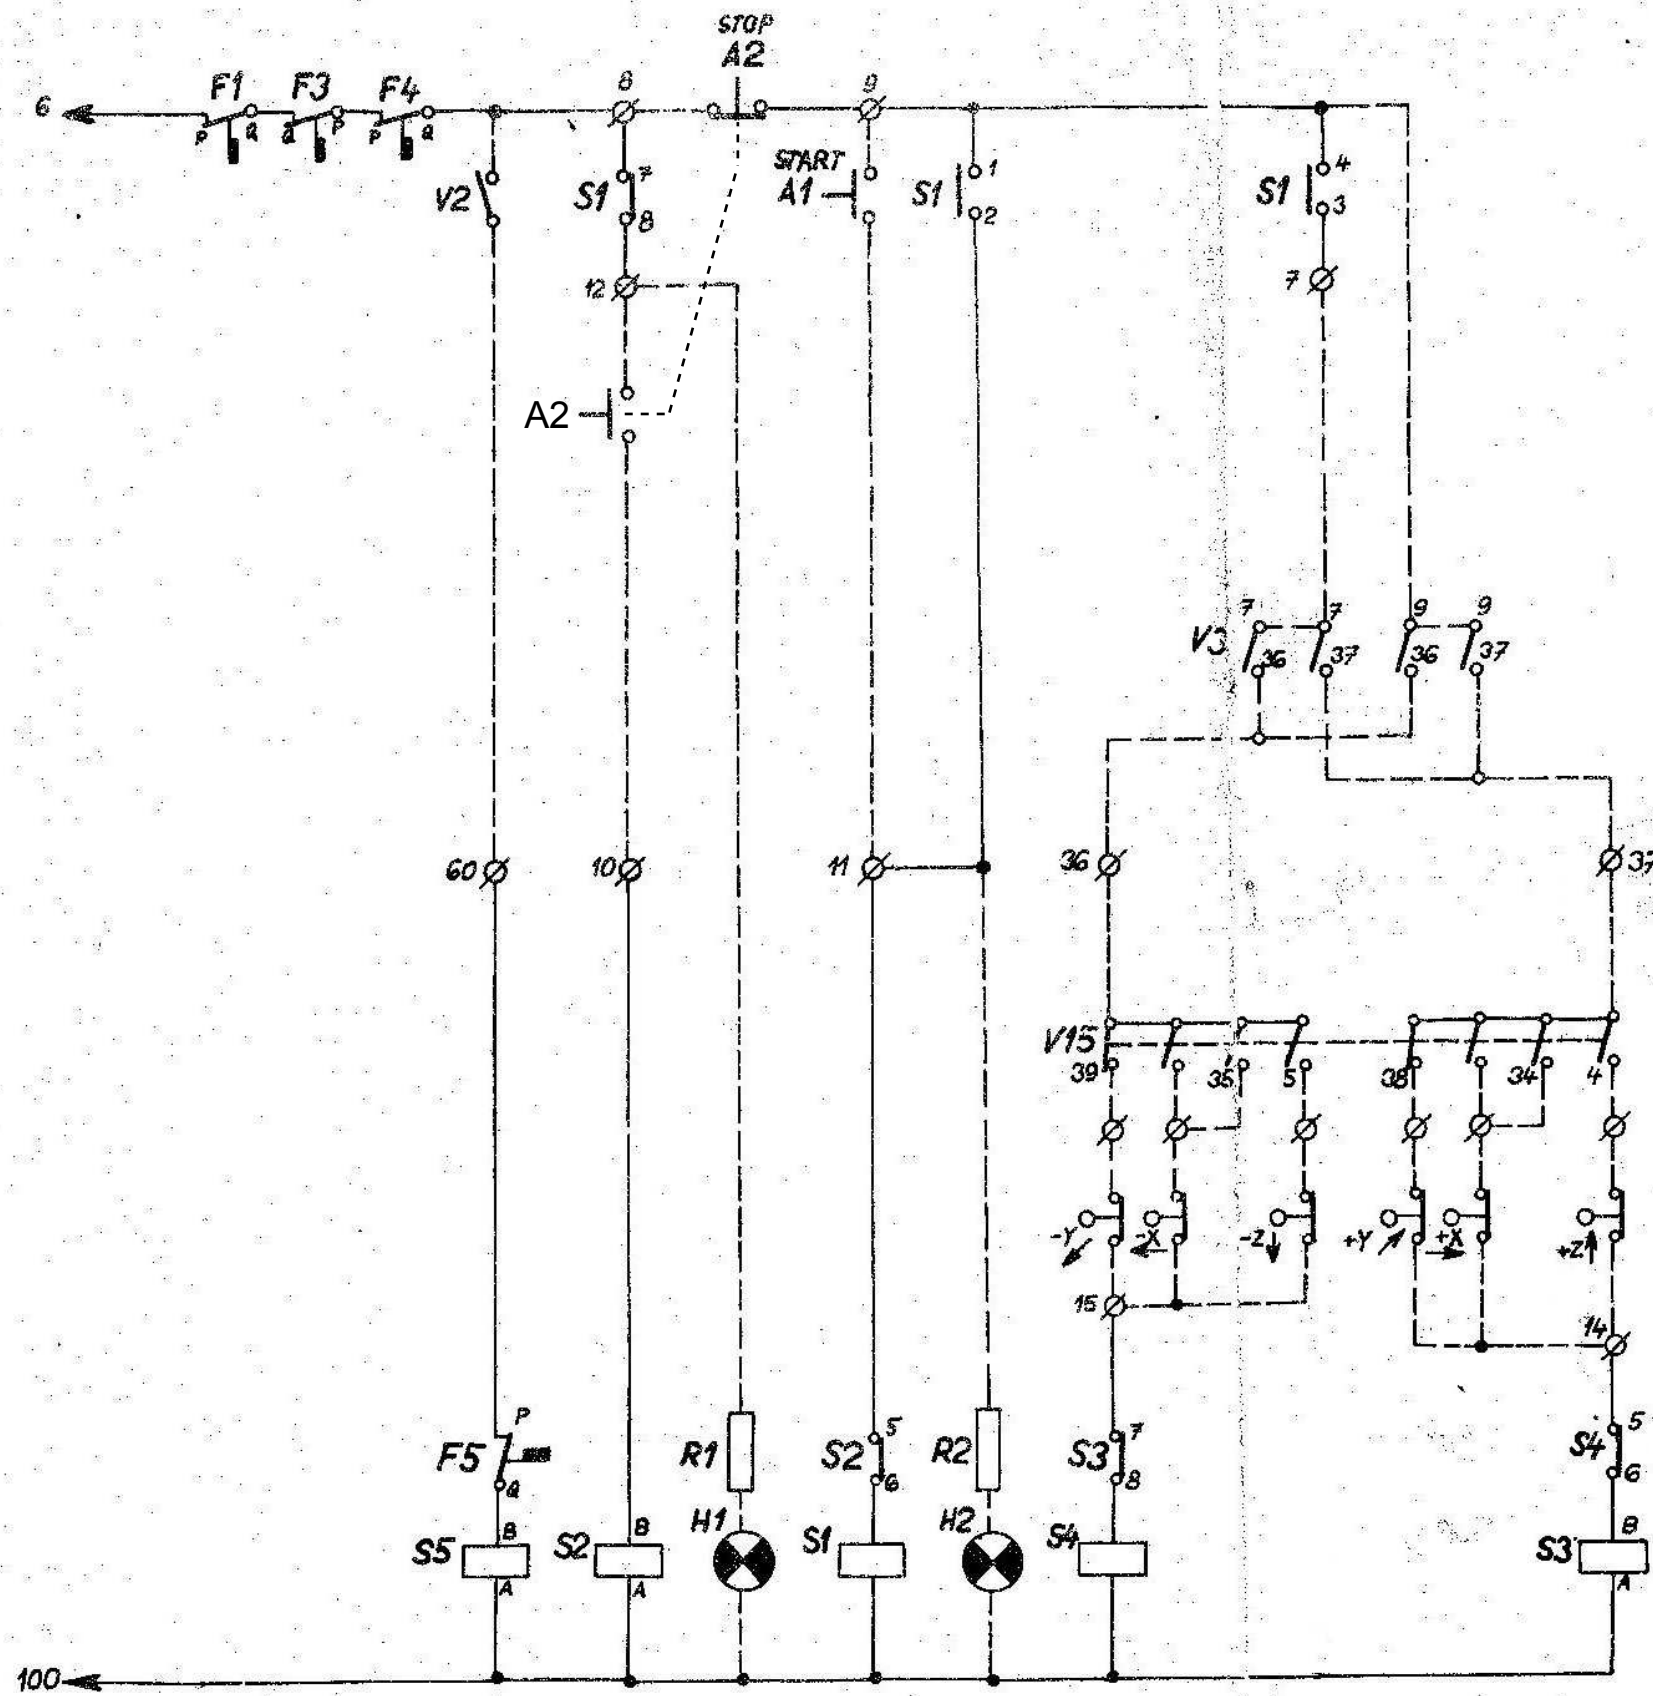 STOP
A2
6
F1
F3
F4
8
9
P
Q
Q
P
P
Q
V2
S1
7
8
START
A1
S1
1
2
S1
4
3
12
7
A2
V3
7
7
9
9
36
37
36
37
60
10
11
36
37
V15
39
35
5
38
34
4
-Y
-X
-Z
+Y
+X
+Z
15
14
P
F5
Q
R1
S2
5
6
R2
S3
7
8
S4
5
6
H1
H2
S5
B
A
S2
B
A
S1
S4
S3
B
A
100